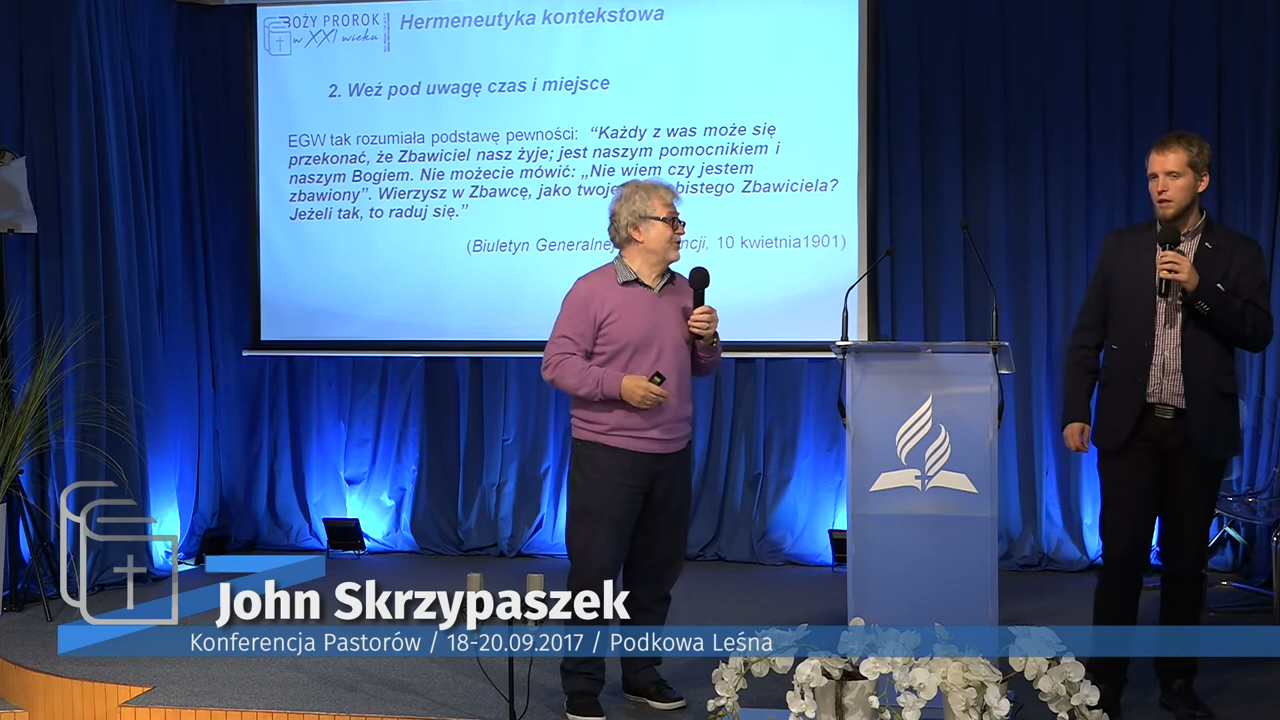 BOŻY PROROK
w XXI wieku
Hermeneutyka kontekstowa
2. Weź pod uwagę czas i miejsce
EGW tak rozumiała podstawę pewności: “Każdy z was może się
przekonać, że Zbawiciel nasz żyje; jest naszym pomocnikiem i
naszym Bogiem. Nie możecie mówić: „Nie wiem czy jestem
zbawiony”. Wierzysz w Zbawcę, jako Zbawiciela?
Jeżeli tak, to raduj się.”
(Biuletyn 10 kwietnia1901)
John Skrzypaszek
Konferencja Pastorów / 18-20.09.2017 / Podkowa Leśna